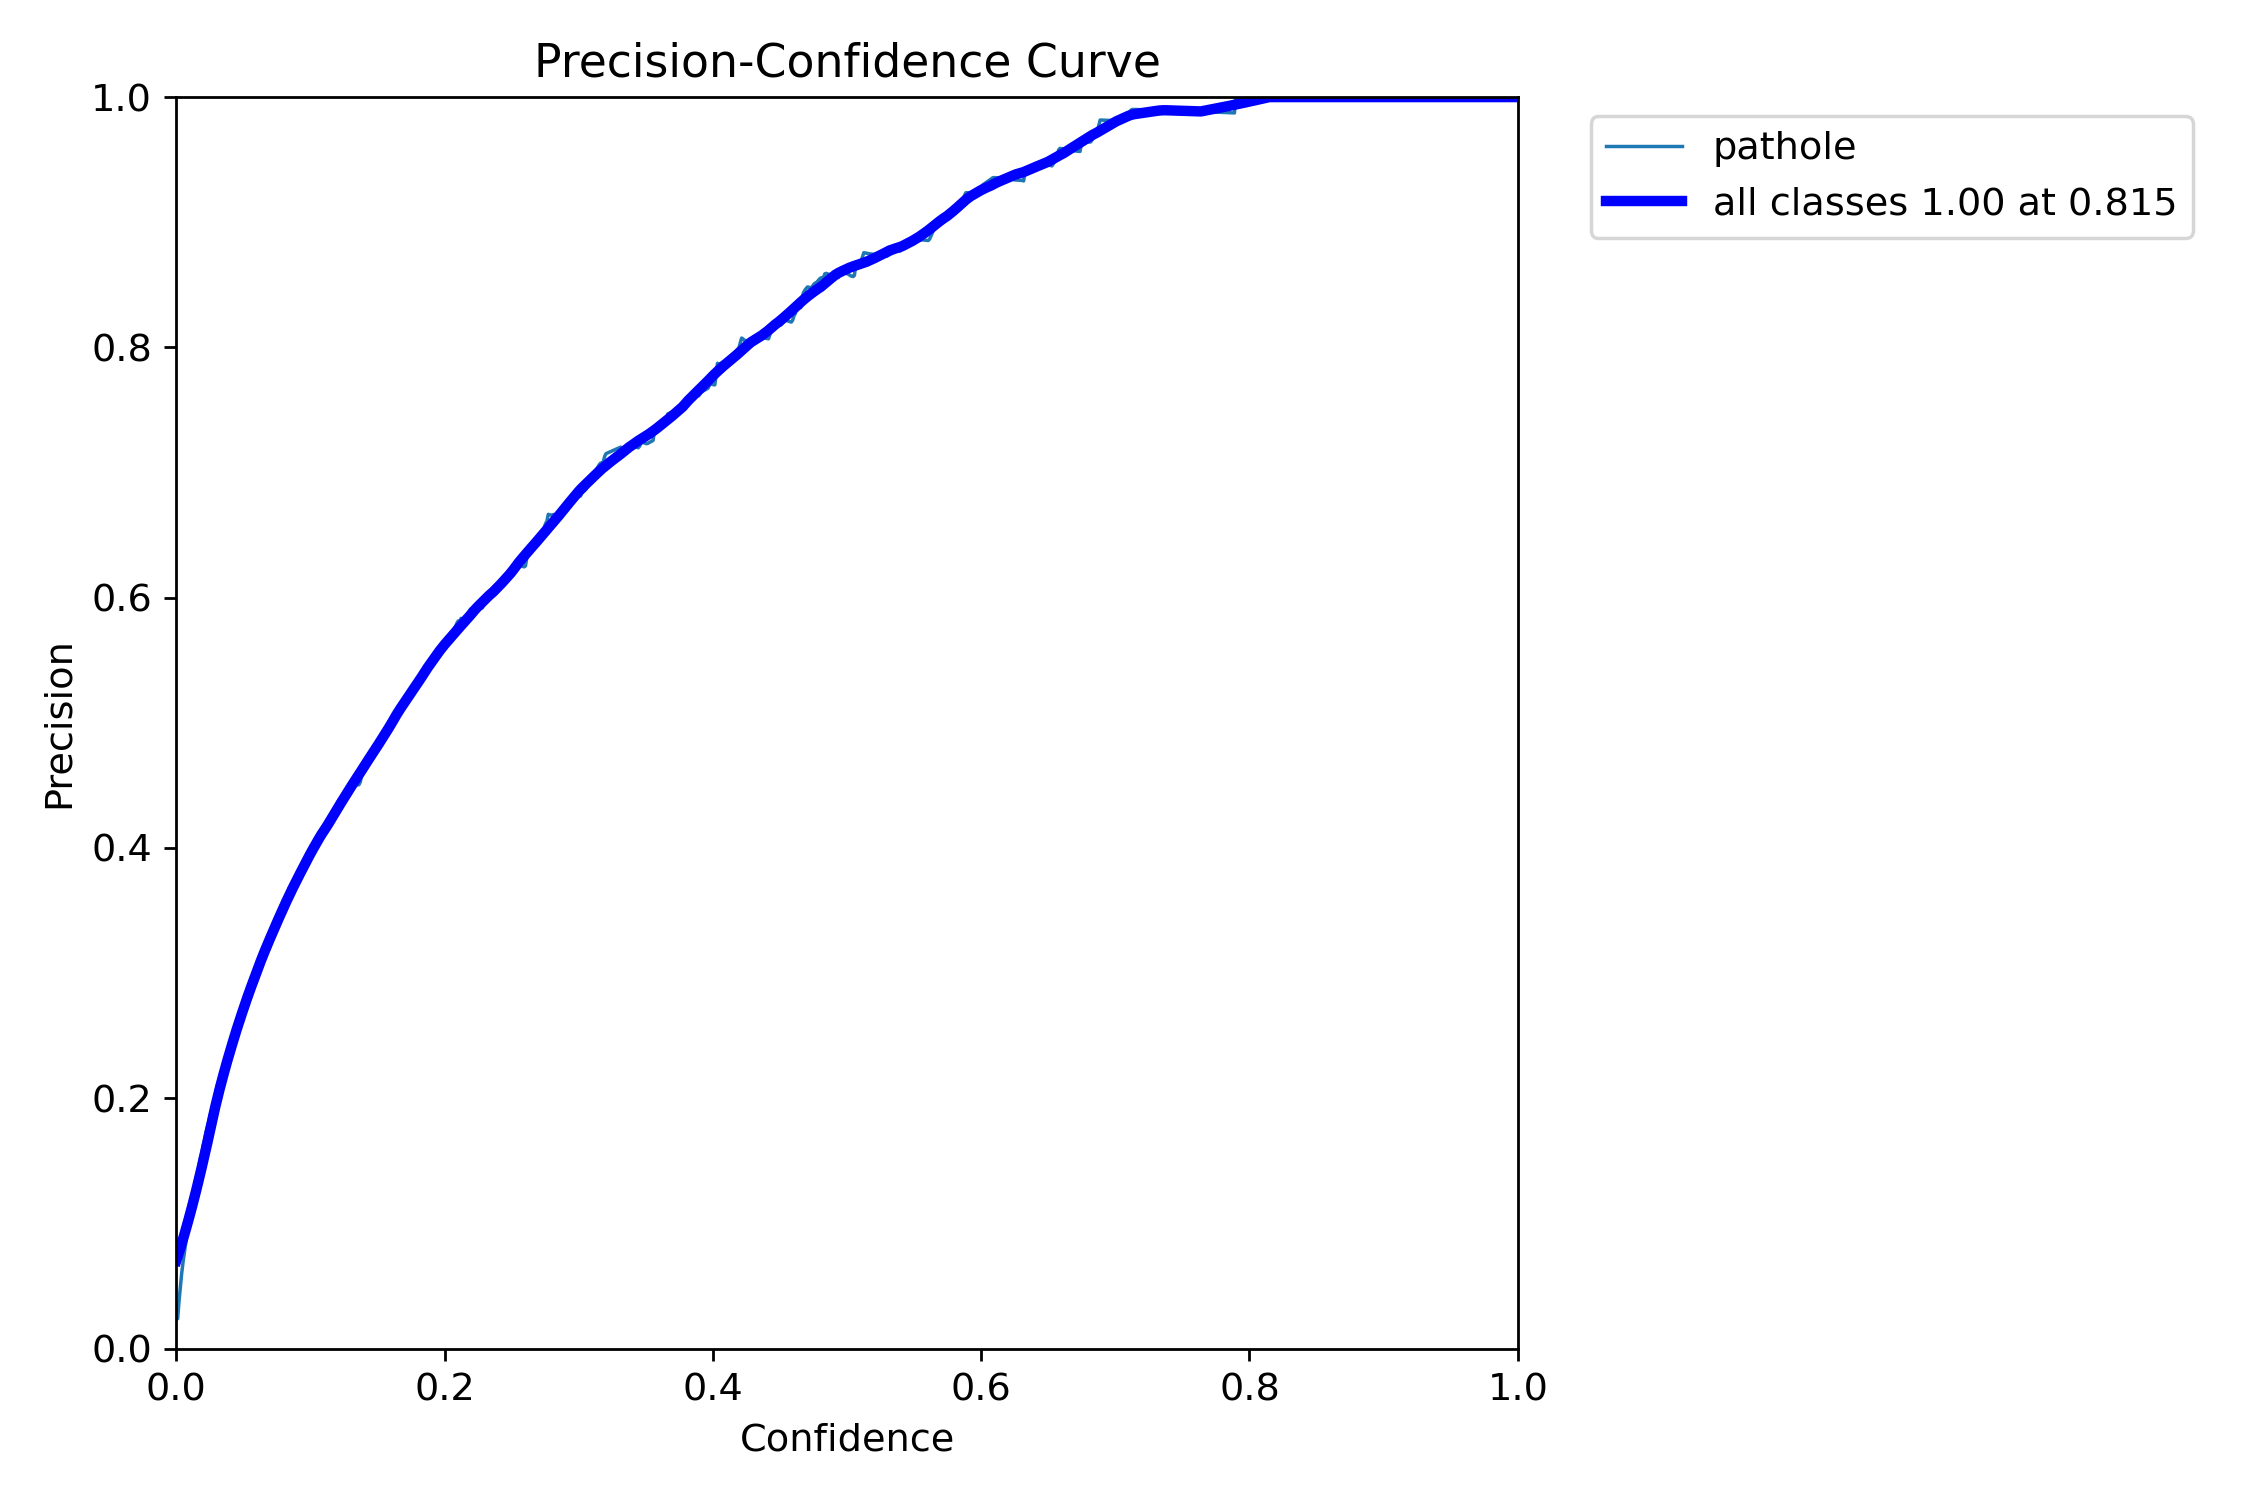 Precision-Confidence Curve
1.0
0.8
0.6
0.4
0.2
0.0
Precision
0.0 0.2 0.4 0.6 0.8 1.0
Confidence
pathole
all classes 1.00 at 0.815